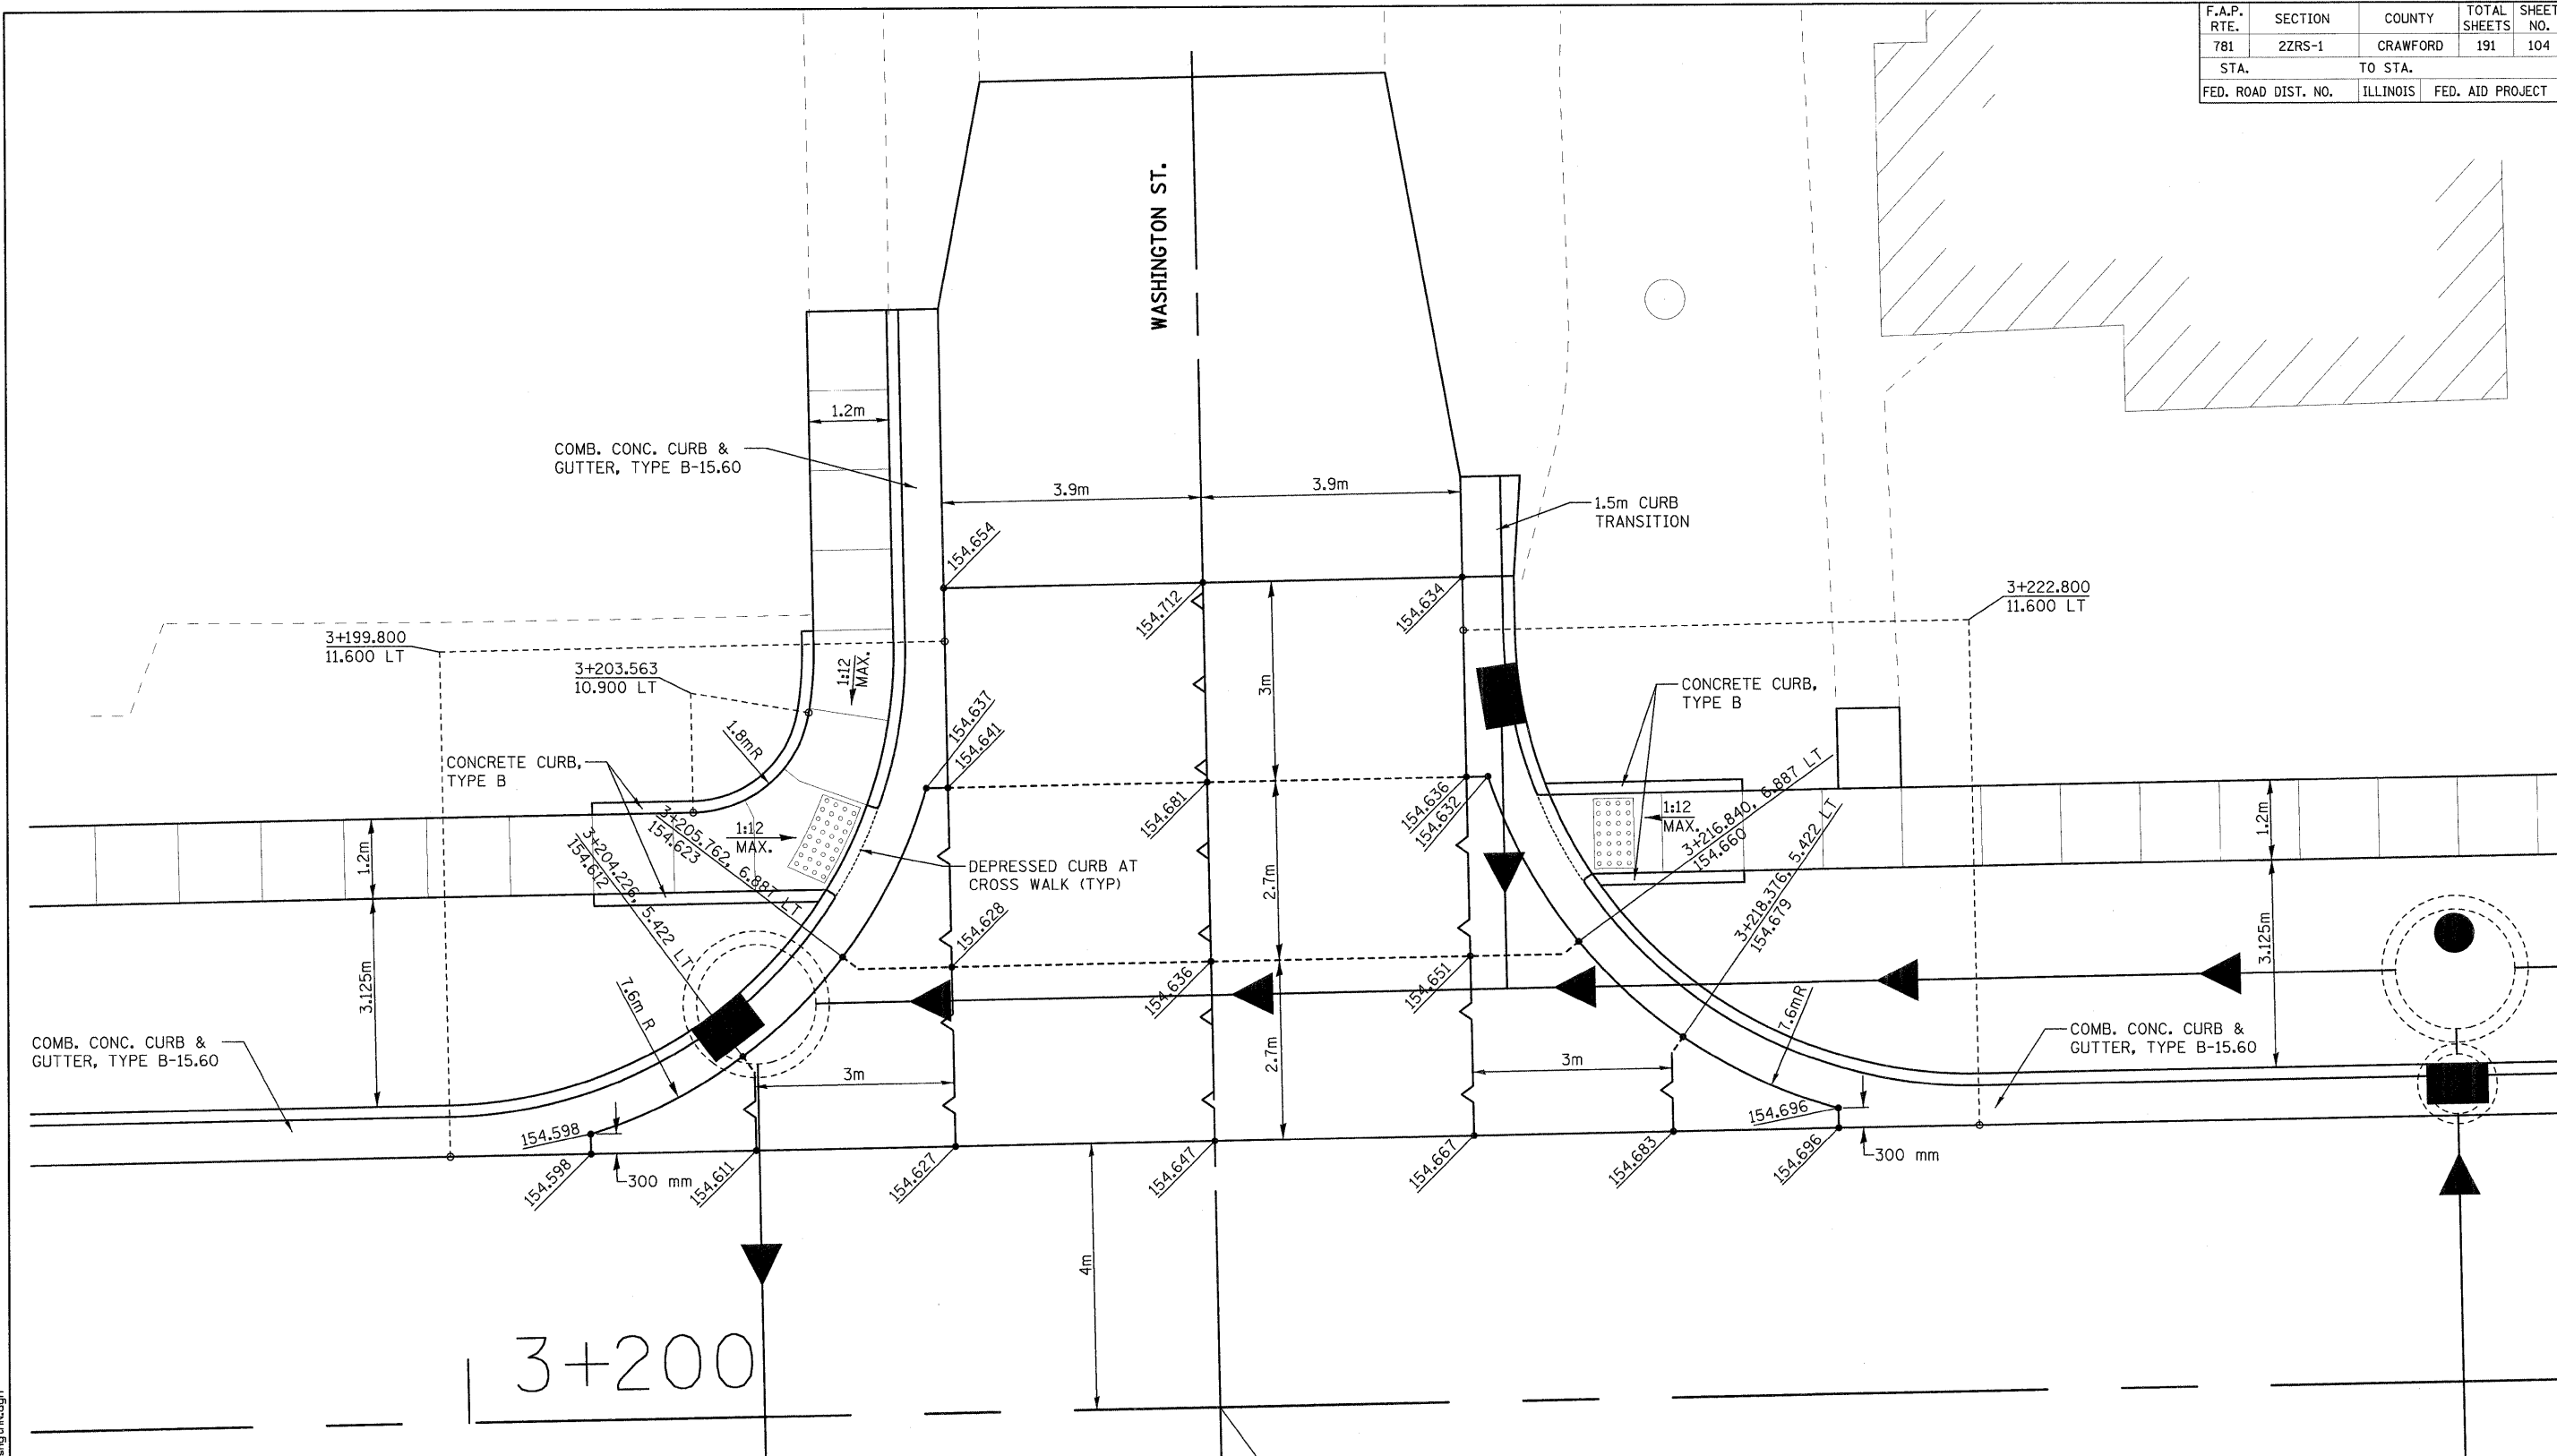 F.A.P. RTE. SECTION COUNTY TOTAL SHEETS SHEET NO.
781 2ZRS-1 CRAWFORD 191 104
STA. TO STA.
FED. ROAD DIST. NO. ILLINOIS FED. AID PROJECT
WASHINGTON ST.
1.2m
COMB. CONC. CURB &
GUTTER, TYPE B-15.60
3.9m
3.9m
1.5m CURB
TRANSITION
154.654
154.712
154.634
3+222.800
11.600 LT
3+199.800
11.600 LT
3+203.563
10.900 LT
1:12
MAX.
3m
CONCRETE CURB,
TYPE B
1.8mR
154.637
154.641
CONCRETE CURB,
TYPE B
154.681
154.636
154.632
3+216.840, 6.887 LT
154.660
1:12
MAX.
1.2m
1.2m
3+205.762, 6.887 LT
154.623
1:12
MAX.
3+204.226, 5.422 LT
154.612
DEPRESSED CURB AT
CROSS WALK (TYP)
2.7m
3+218.376, 5.422 LT
154.679
154.628
154.636
154.651
3.125m
3.125m
7.6m R
7.6mR
COMB. CONC. CURB &
GUTTER, TYPE B-15.60
COMB. CONC. CURB &
GUTTER, TYPE B-15.60
3m
2.7m
3m
154.598
154.696
154.598
300 mm
154.611
154.627
154.647
154.667
154.683
154.696
300 mm
4m
3+200